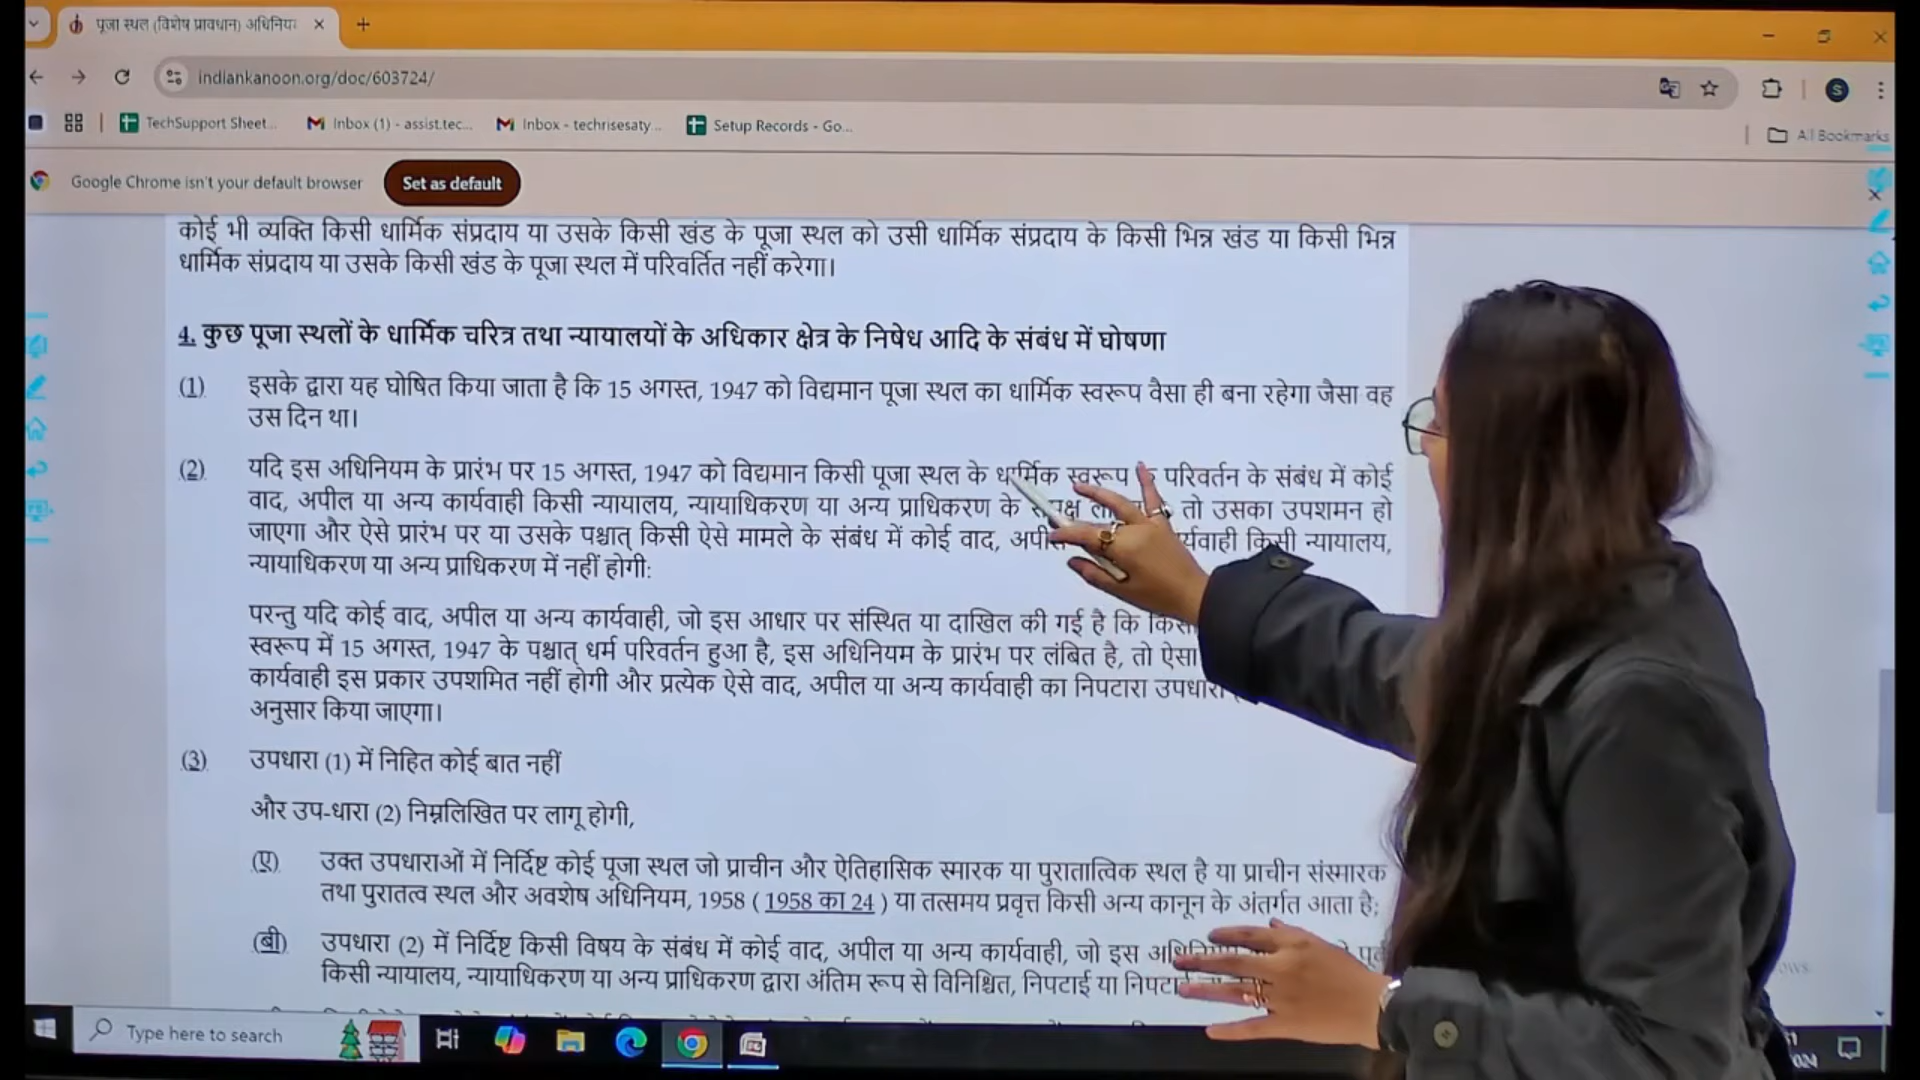 पूजा स्थल (विशेष प्रावधान) अधिनिय
indiankanoon.org/doc/603724/
TechSupport Sheet...
Inbox (1) - assist.tec...
Inbox - techrisesaty...
Setup Records - Go...
All Bookmarks
Google Chrome isn't your default browser
Set as default
कोई भी व्यक्ति किसी धार्मिक संप्रदाय या उसके किसी खंड के पूजा स्थल को उसी धार्मिक संप्रदाय के किसी भिन्न खंड या किसी भिन्न
धार्मिक संप्रदाय या उसके किसी खंड के पूजा स्थल में परिवर्तित नहीं करेगा।
4. कुछ पूजा स्थलों के धार्मिक चरित्र तथा न्यायालयों के अधिकार क्षेत्र के निषेध आदि के संबंध में घोषणा
(1) इसके द्वारा यह घोषित किया जाता है कि 15 अगस्त, 1947 को विद्यमान पूजा स्थल का धार्मिक स्वरूप वैसा ही बना रहेगा जैसा वह
उस दिन था।
(2) यदि इस अधिनियम के प्रारंभ पर 15 अगस्त, 1947 को विद्यमान किसी पूजा स्थल के धार्मिक स्वरूप के परिवर्तन के संबंध में कोई
वाद, अपील या अन्य कार्यवाही किसी न्यायालय, न्यायाधिकरण या अन्य प्राधिकरण के तो उसका उपशमन हो
जाएगा और ऐसे प्रारंभ पर या उसके पश्चात् किसी ऐसे मामले के संबंध में कोई वाद, किसी न्यायालय,
न्यायाधिकरण या अन्य प्राधिकरण में नहीं होगी:
परन्तु यदि कोई वाद, अपील या अन्य कार्यवाही, जो इस आधार पर संस्थित या दाखिल की गई है कि
स्वरूप में 15 अगस्त, 1947 के पश्चात् धर्म परिवर्तन हुआ है, इस अधिनियम के प्रारंभ पर लंबित है, तो ऐसा
कार्यवाही इस प्रकार उपशमित नहीं होगी और प्रत्येक ऐसे वाद, अपील या अन्य कार्यवाही का निपटारा उपधारा
अनुसार किया जाएगा।
(3) उपधारा (1) में निहित कोई बात नहीं
और उप-धारा (2) निम्नलिखित पर लागू होगी,
(ए) उक्त उपधाराओं में निर्दिष्ट कोई पूजा स्थल जो प्राचीन और ऐतिहासिक स्मारक या पुरातात्विक स्थल है या प्राचीन संस्मारक
तथा पुरातत्व स्थल और अवशेष अधिनियम, 1958 ( 1958 का 24 ) या तत्समय प्रवृत्त किसी अन्य कानून के अंतर्गत आता है;
(बी) उपधारा (2) में निर्दिष्ट किसी विषय के संबंध में कोई वाद, अपील या अन्य कार्यवाही, जो इस
किसी न्यायालय, न्यायाधिकरण या अन्य प्राधिकरण द्वारा अंतिम रूप से विनिश्चित, निपटाई या
Type here to search